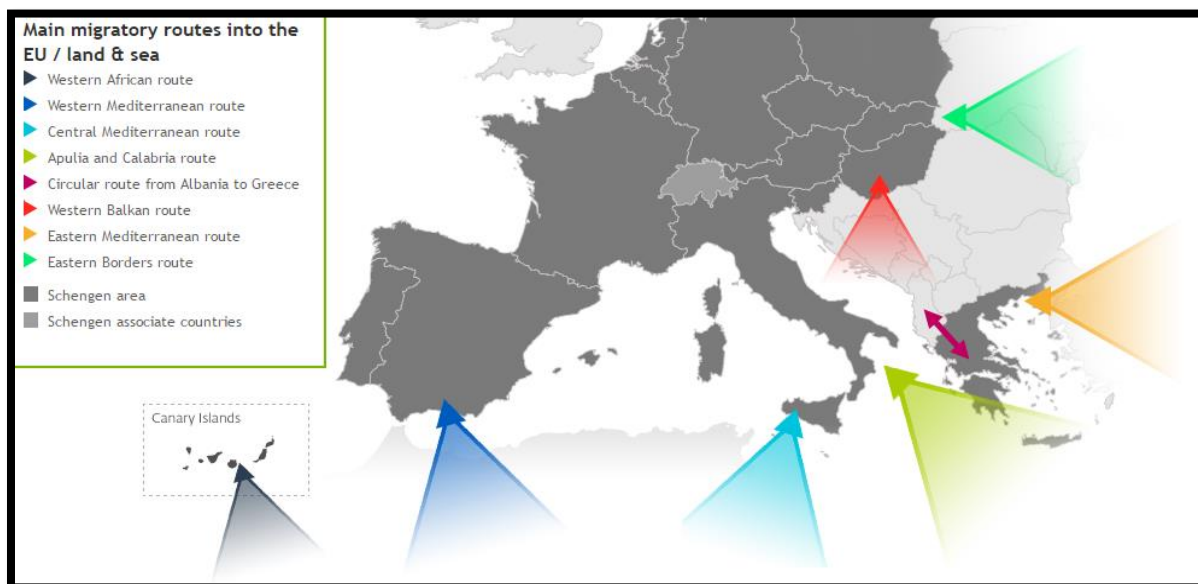 Main migratory routes into the
EU / land & sea
Western African route
Western Mediterranean route
Central Mediterranean route
Apulia and Calabria route
Circular route from Albania to Greece
Western Balkan route
Eastern Mediterranean route
Eastern Borders route
Schengen area
Schengen associate countries
Canary Islands